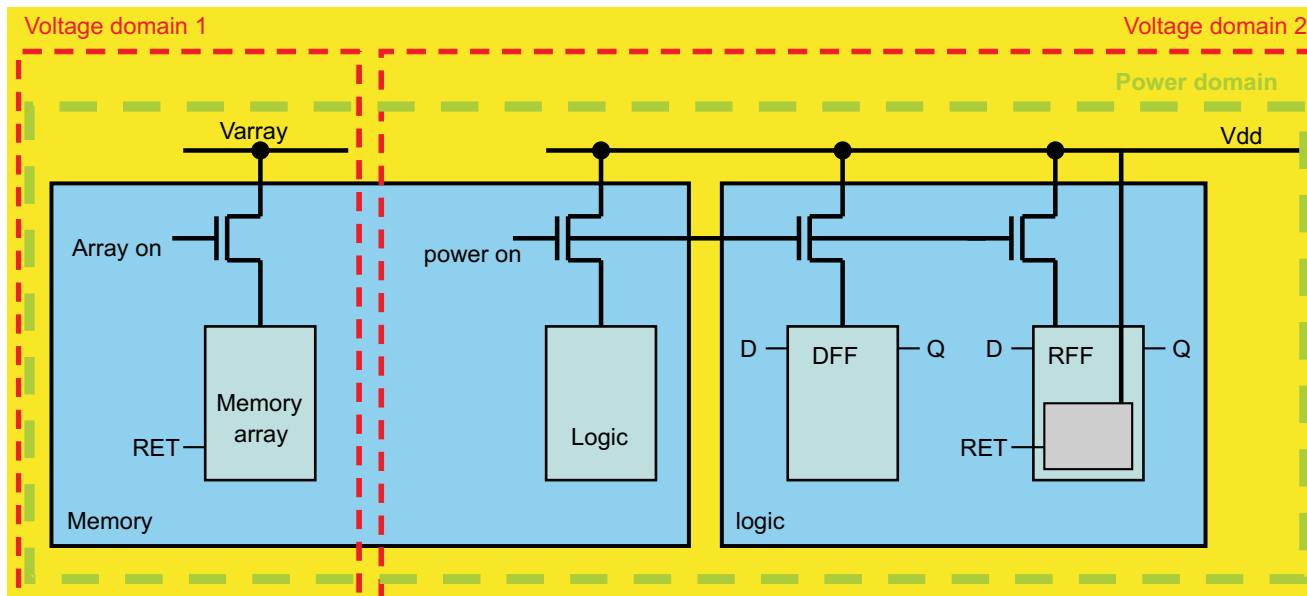 Voltage domain 1
Voltage domain 2
Power domain
Varray
Vdd
Array on
power on
D
DFF
Q
D
RFF
Q
Memory
array
RET
Logic
RET
Memory
logic